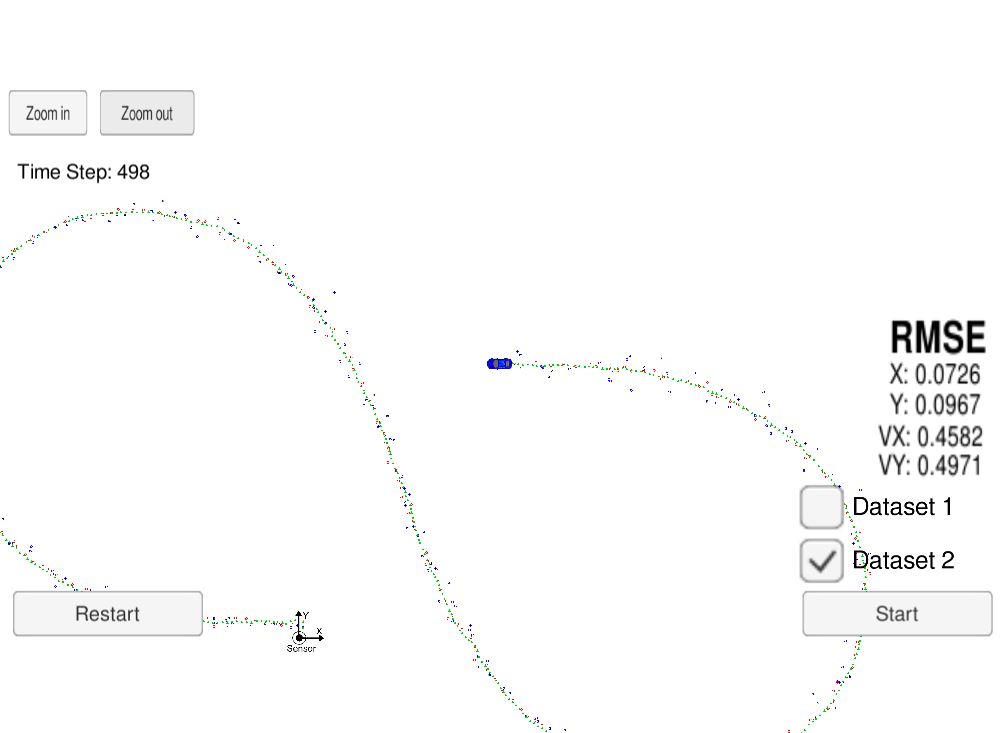 Zoom in
Zoom out
Time Step: 498
RMSE
X: 0.0726
Y: 0.0967
VX: 0.4582
VY: 0.4971
Dataset 1
Dataset 2
Restart
Start
Y
X
Sensor